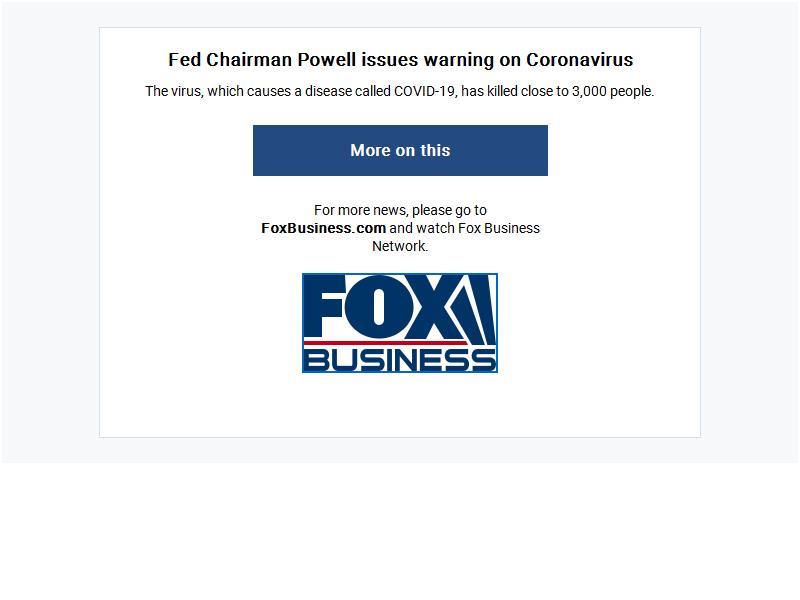 Fed Chairman Powell issues warning on Coronavirus
The virus, which causes a disease called COVID-19, has killed close to 3,000 people.
More on this
For more news, please go to
FoxBusiness.com and watch Fox Business
Network.
FOX
BUSINESS